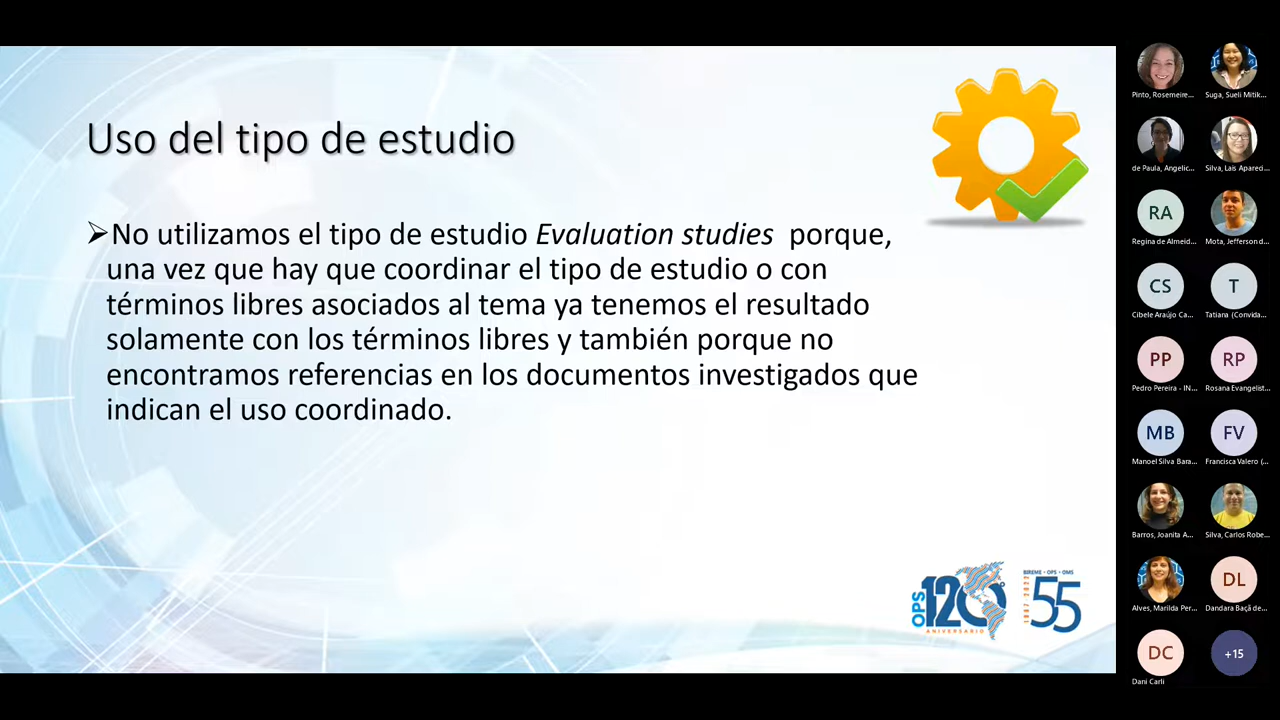 Uso del tipo de estudio
➢No utilizamos el tipo de estudio Evaluation studies porque,
una vez que hay que coordinar el tipo de estudio o con
términos libres asociados al tema ya tenemos el resultado
solamente con los términos libres y también porque no
encontramos referencias en los documentos investigados que
indican el uso coordinado.
OPS
120°
ANIVERSARIO
BIREME • OPS • OMS
1967 - 2022
55
Pinto, Rosemeire...
Suga, Sueli Mitik...
de Paula, Angelic...
Silva, Lais Apareci...
RA
Regina de Almeid...
Mota, Jefferson d...
CS
Cibele Araújo Ca...
T
Tatiana (Convida...
PP
Pedro Pereira - IN...
RP
Rosana Evangelist...
MB
Manoel Silva Bara...
FV
Francisca Valero (...
Barros, Joanita A...
Silva, Carlos Robe...
Alves, Marilda Per...
DL
Dandara Baçã de...
DC
Dani Carli
+15